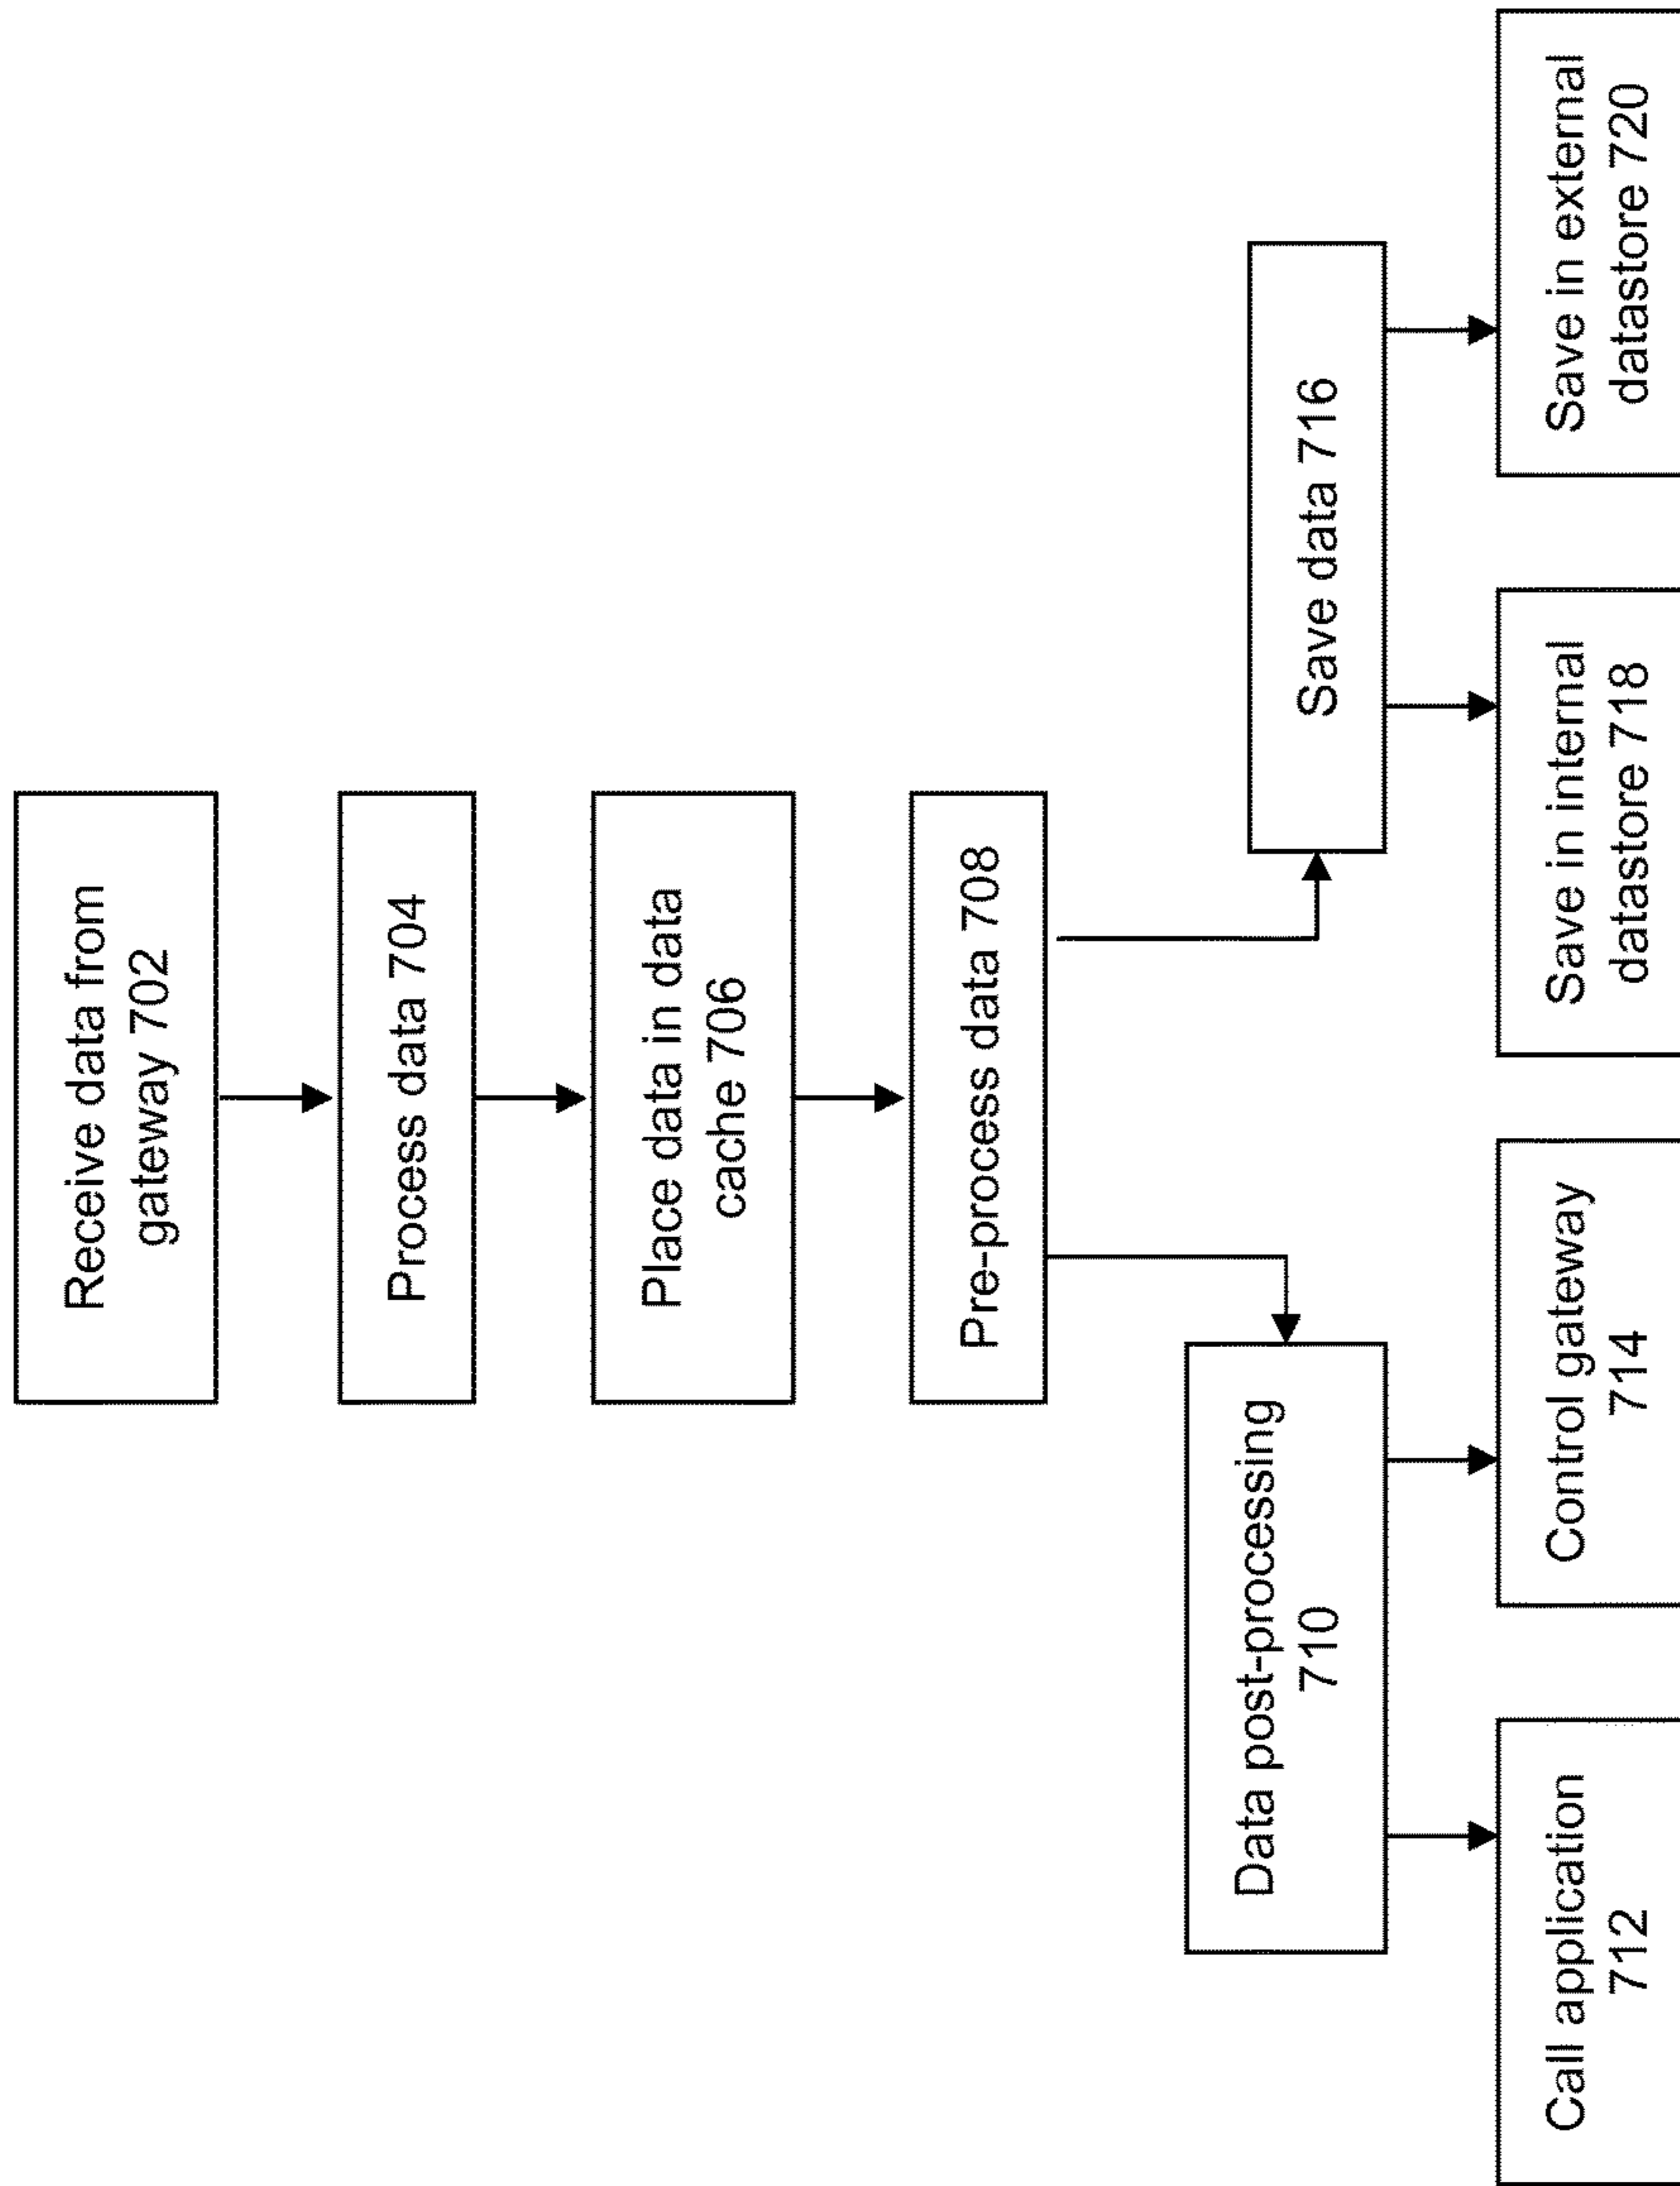 Receive data from
gateway 702
Process data 704
Place data in data
cache 706
Pre-process data 708
Data post-processing
710
Call application
712
Control gateway
714
Save data 716
Save in internal
datastore 718
Save in external
datastore 720